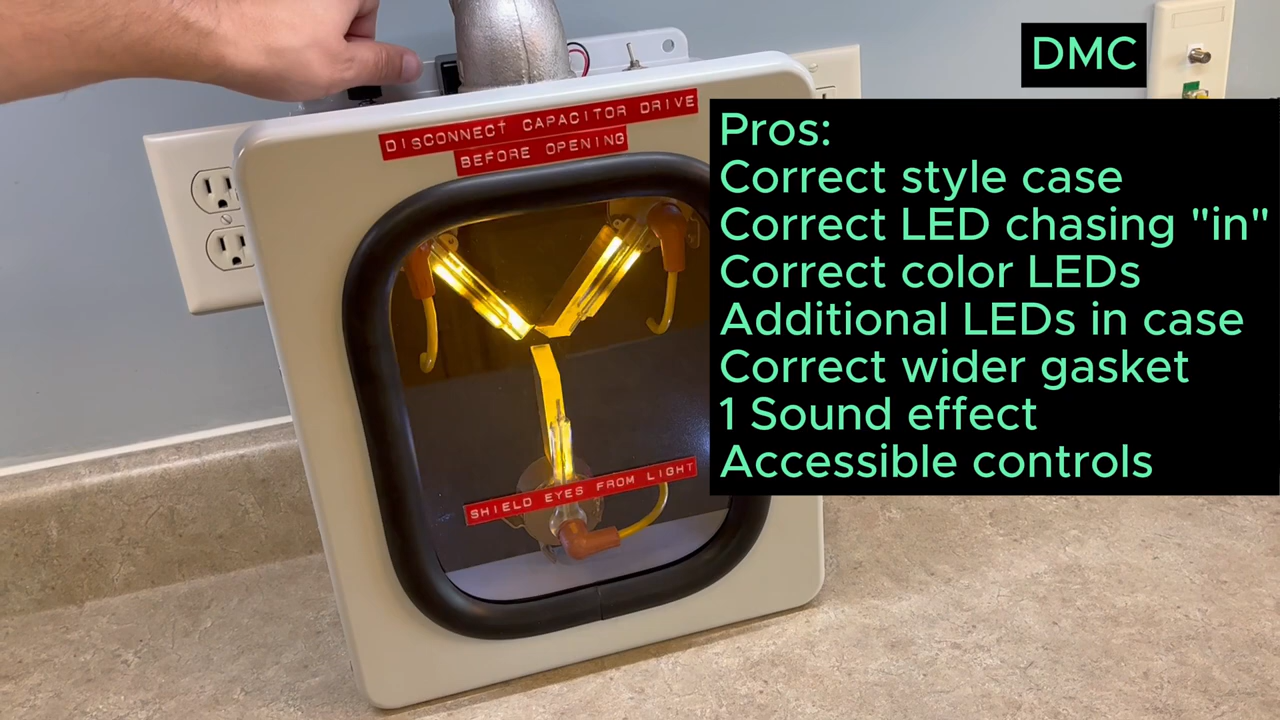 DMC
DISCONNECT CAPACITOR DRIVE
BEFORE OPENING
Pros:
Correct style case
Correct LED chasing "in"
Correct color LEDs
Additional LEDs in case
Correct wider gasket
1 Sound effect
Accessible controls
SHIELD EYES FROM LIGHT